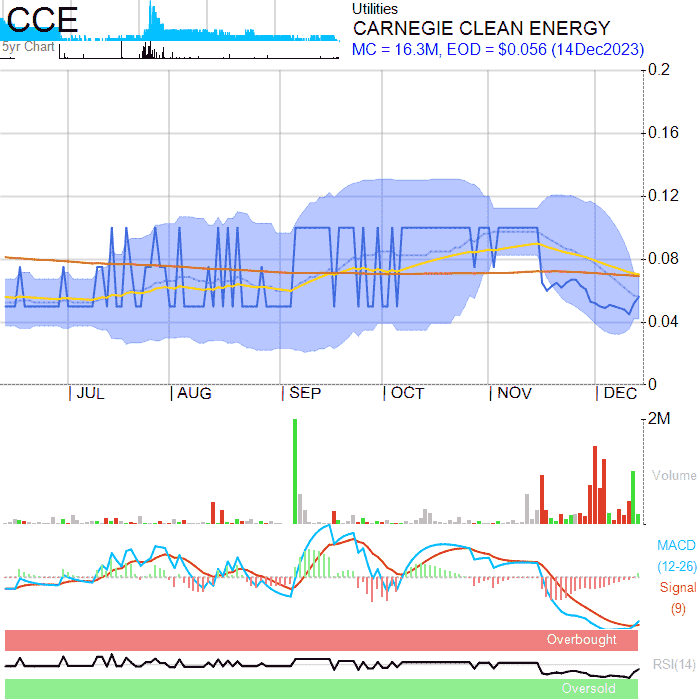 CCE
5yr Chart
Utilities
CARNEGIE CLEAN ENERGY
MC = 16.3M, EOD = $0.056 (14Dec2023)
0.2
0.16
0.12
0.08
0.04
0
JUL AUG SEP OCT NOV DEC
2M
Volume
MACD
(12-26)
Signal
(9)
Overbought
RSI(14)
Oversold